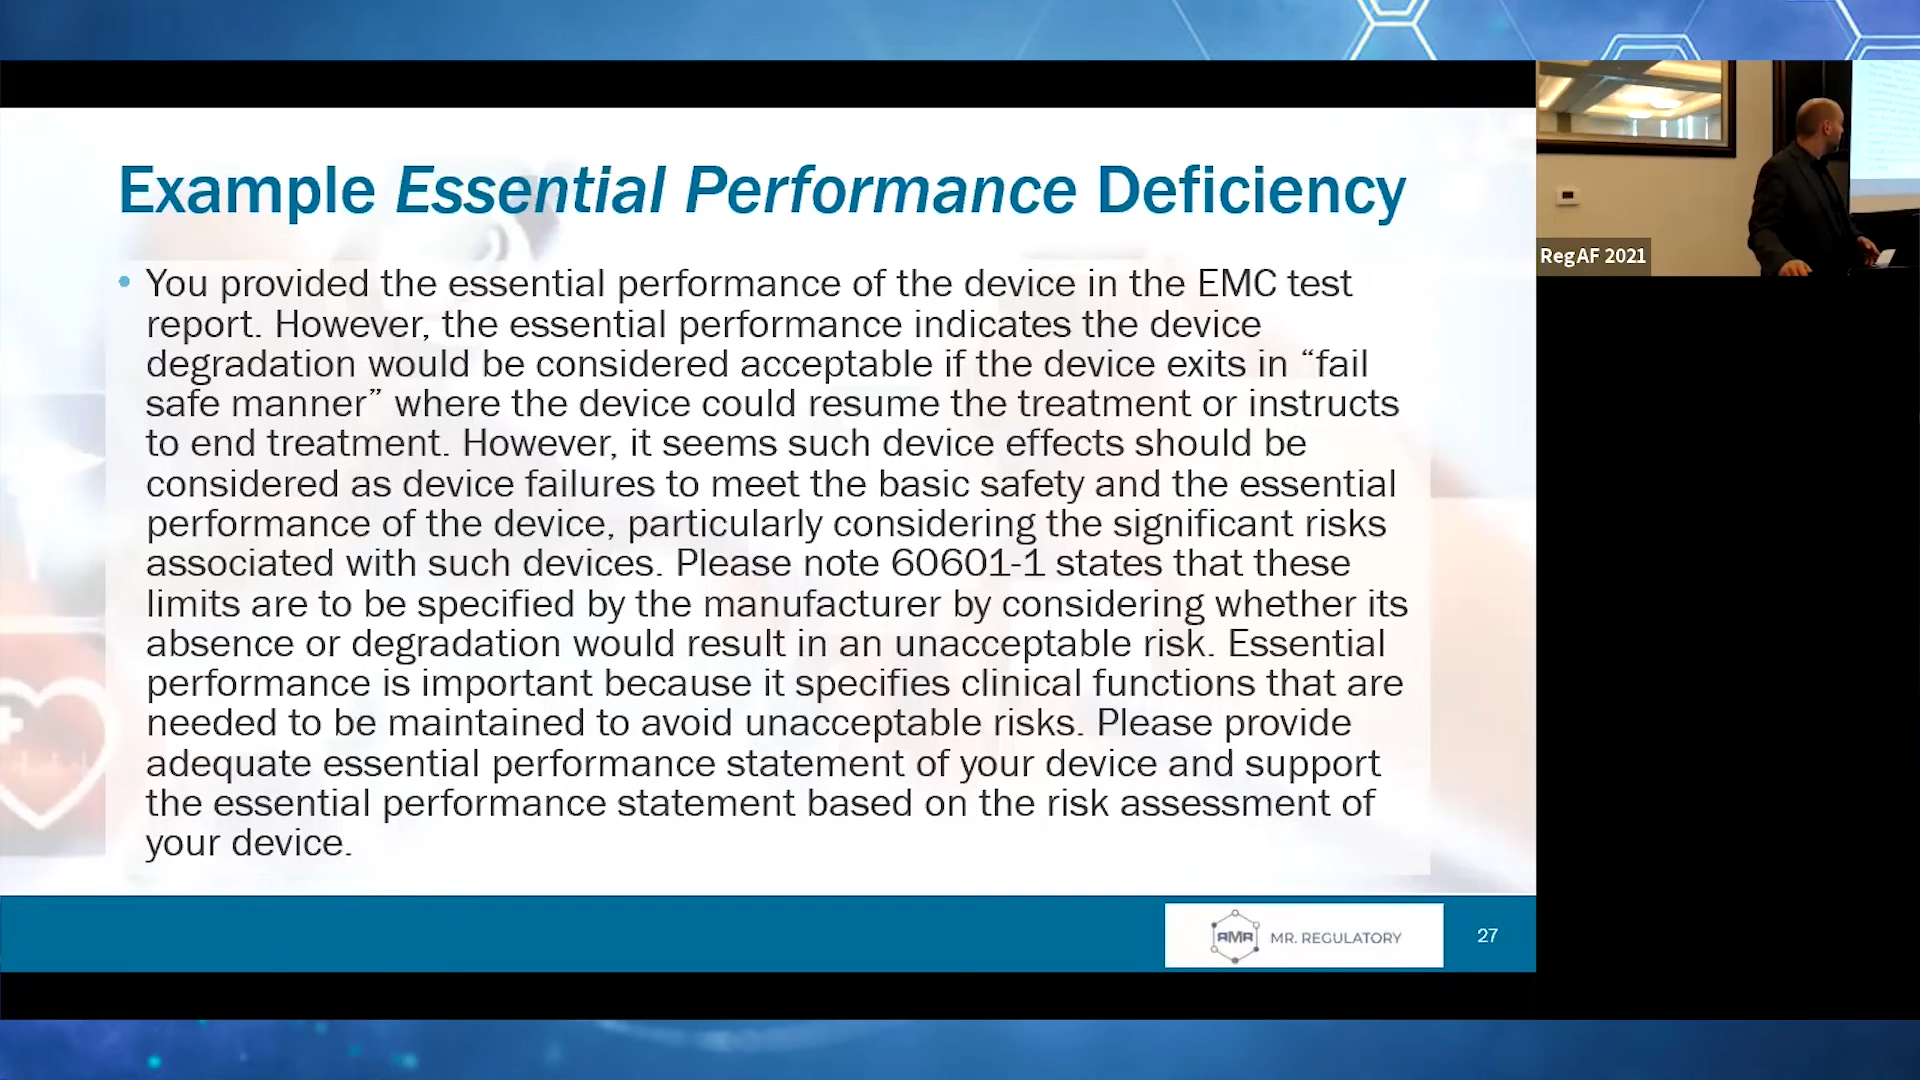 Example Essential Performance Deficiency
• You provided the essential performance of the device in the EMC test
report. However, the essential performance indicates the device
degradation would be considered acceptable if the device exits in “fail
safe manner” where the device could resume the treatment or instructs
to end treatment. However, it seems such device effects should be
considered as device failures to meet the basic safety and the essential
performance of the device, particularly considering the significant risks
associated with such devices. Please note 60601-1 states that these
limits are to be specified by the manufacturer by considering whether its
absence or degradation would result in an unacceptable risk. Essential
performance is important because it specifies clinical functions that are
needed to be maintained to avoid unacceptable risks. Please provide
adequate essential performance statement of your device and support
the essential performance statement based on the risk assessment of
your device.
RegAF 2021
RMR MR. REGULATORY
27